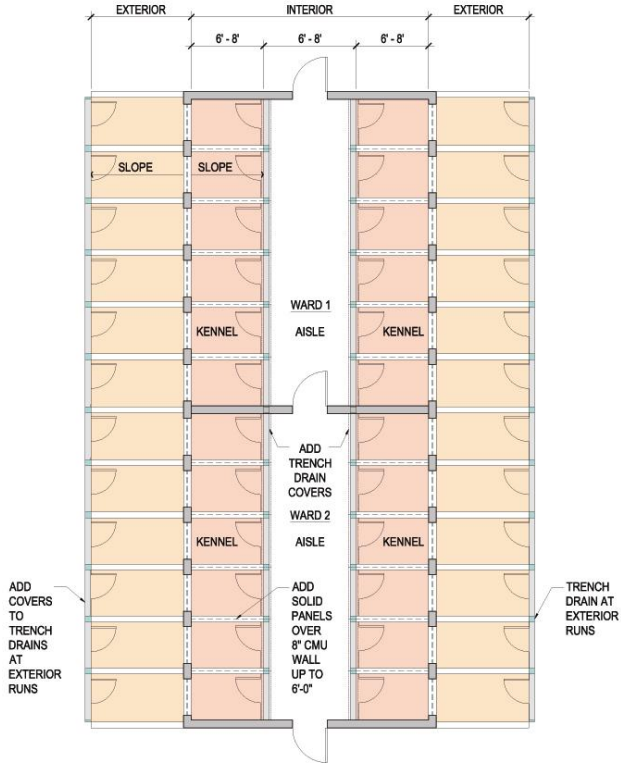 EXTERIOR
INTERIOR
EXTERIOR
6' - 8'
6' - 8'
6' - 8'
SLOPE
SLOPE
WARD 1
KENNEL
AISLE
KENNEL
ADD
TRENCH
DRAIN
COVERS
WARD 2
KENNEL
AISLE
KENNEL
ADD
COVERS
TO
TRENCH
DRAINS
AT
EXTERIOR
RUNS
ADD
SOLID
PANELS
OVER
8" CMU
WALL
UP TO
6'-0"
TRENCH
DRAIN AT
EXTERIOR
RUNS